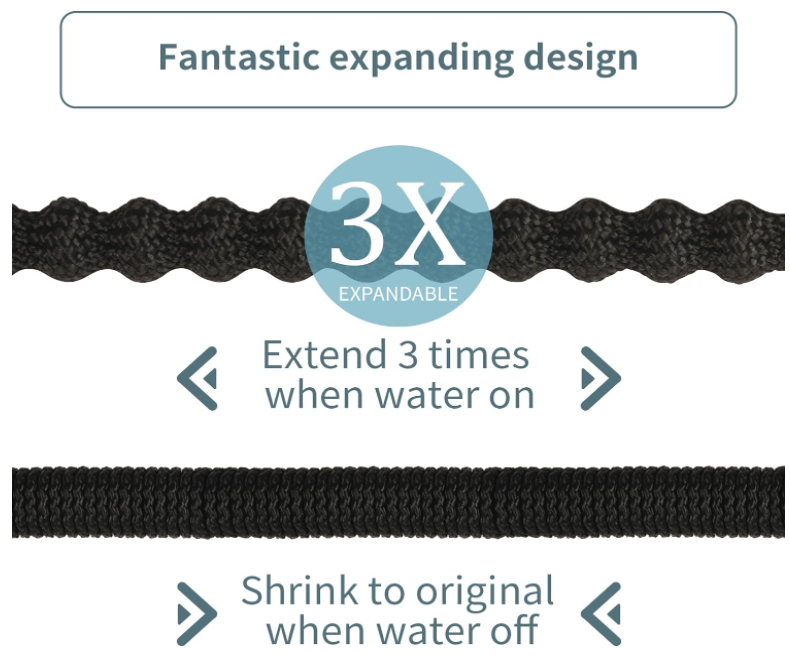 Fantastic expanding design
3X
EXPANDABLE
Extend 3 times
when water on
Shrink to original
when water off